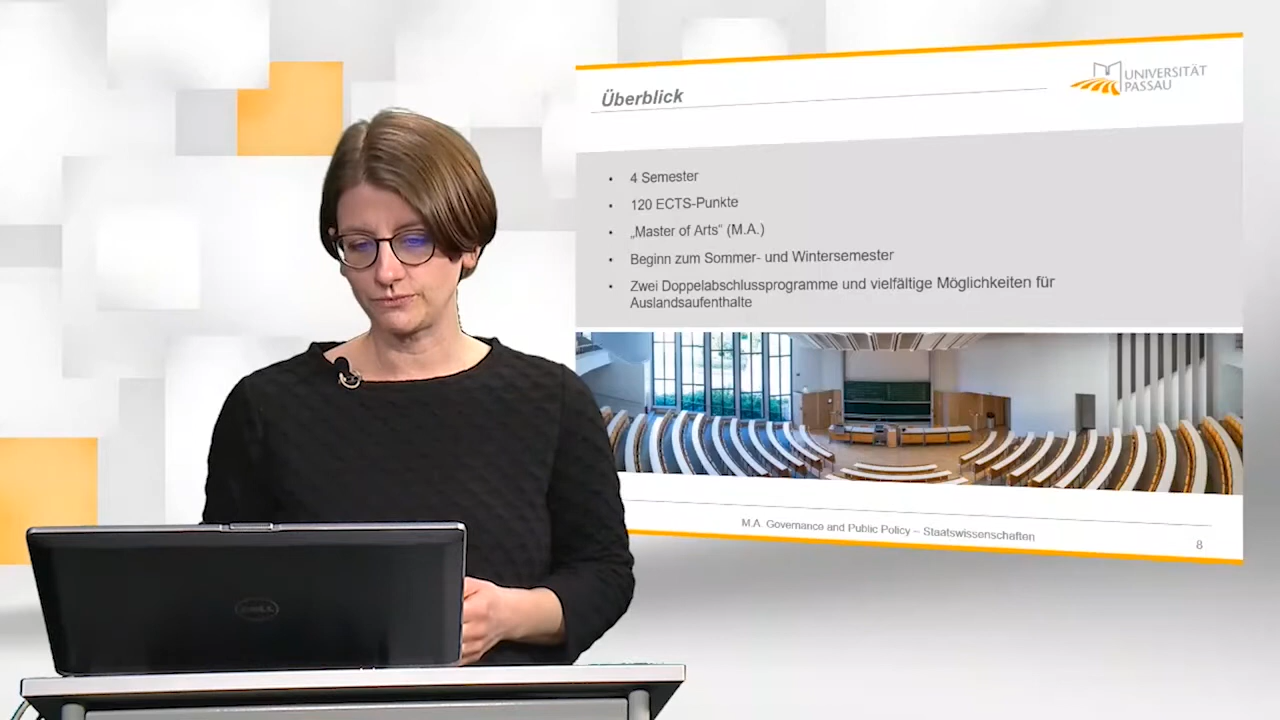 Überblick
UNIVERSITÄT
PASSAU
• 4 Semester
• 120 ECTS-Punkte
• „Master of Arts“ (M.A.)
• Beginn zum Sommer- und Wintersemester
• Zwei Doppelabschlussprogramme und vielfältige Möglichkeiten für
Auslandsaufenthalte
M.A. Governance and Public Policy – Staatswissenschaften
8
DELL